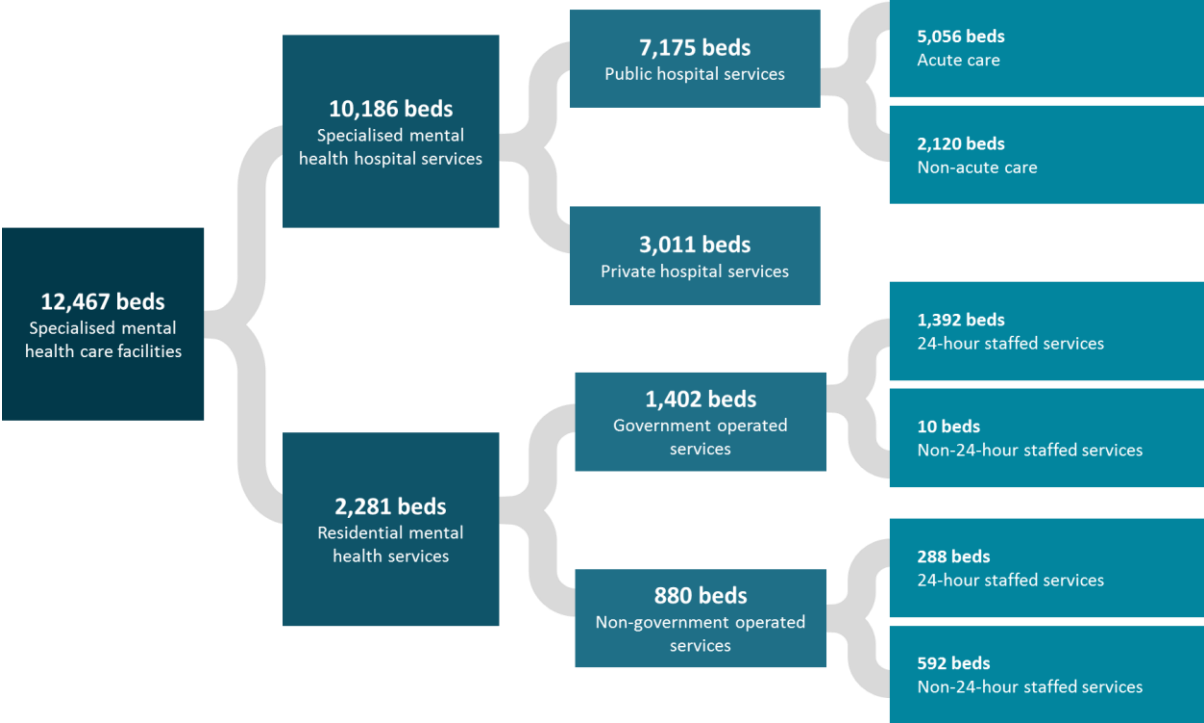 12,467 beds
Specialised mental
health care facilities
10,186 beds
Specialised mental
health hospital services
2,281 beds
Residential mental
health services
7,175 beds
Public hospital services
3,011 beds
Private hospital services
1,402 beds
Government operated
services
880 beds
Non-government operated
services
5,056 beds
Acute care
2,120 beds
Non-acute care
1,392 beds
24-hour staffed services
10 beds
Non-24-hour staffed services
288 beds
24-hour staffed services
592 beds
Non-24-hour staffed services